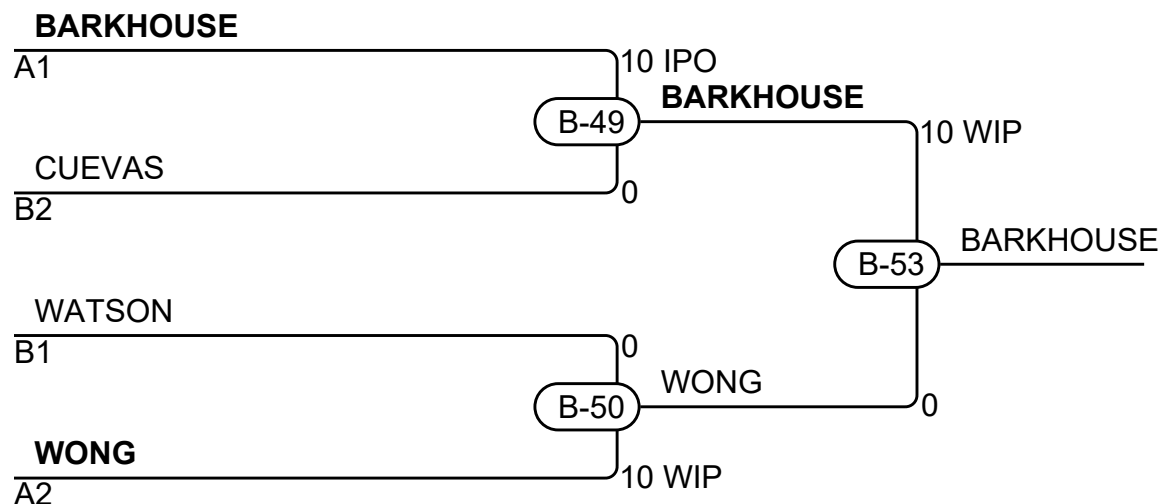 BARKHOUSE
A1
10 IPO
BARKHOUSE
B-49
10 WIP
CUEVAS
B2
0
BARKHOUSE
B-53
WATSON
B1
0
WONG
B-50
0
WONG
A2
10 WIP